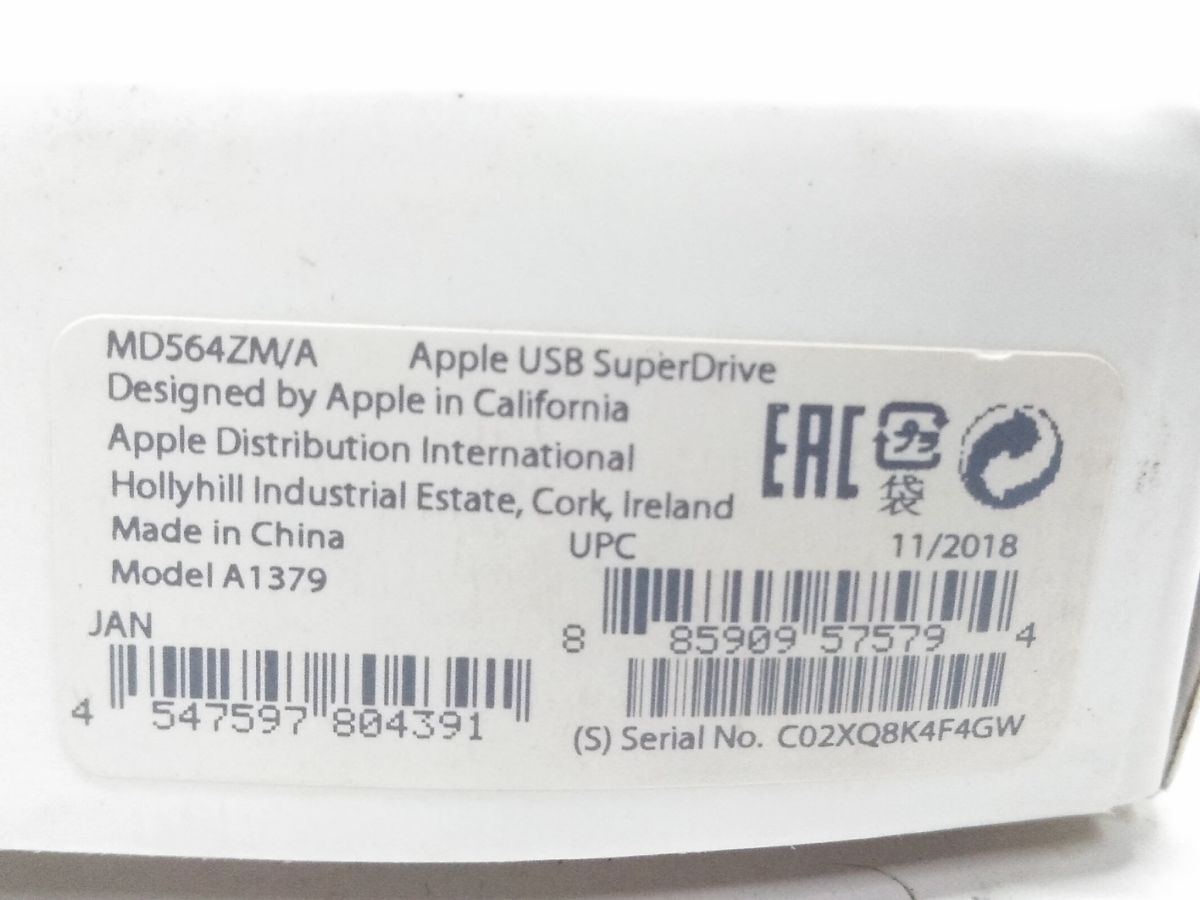 MD564ZM/A Apple USB SuperDrive
Designed by Apple in California
Apple Distribution International
Hollyhill Industrial Estate, Cork, Ireland
Made in China
Model A1379
EAC
プラ
袋
UPC 11/2018
8 85909 57579 4
JAN
4 547597 804391
(S) Serial No. C02XQ8K4F4GW